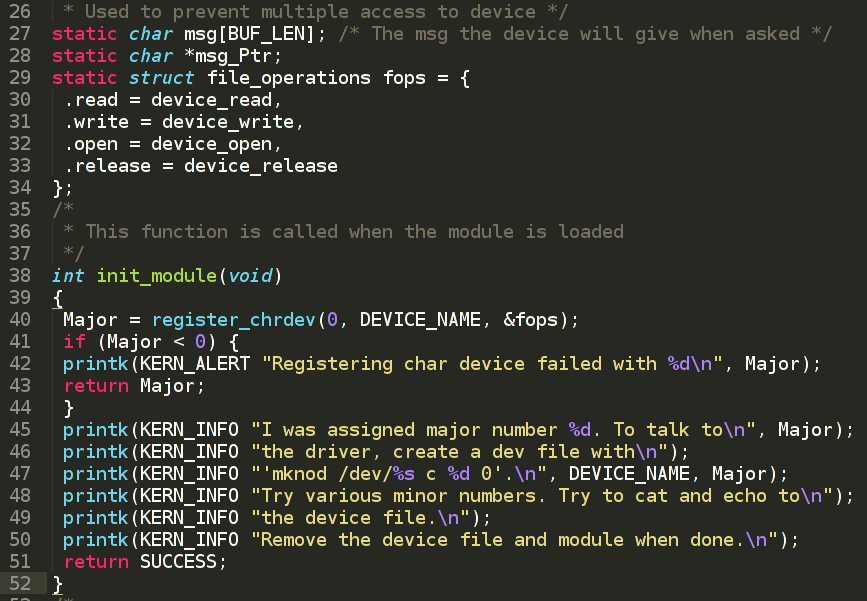 26 * Used to prevent multiple access to device */
27 static char msg[BUF_LEN]; /* The msg the device will give when asked */
28 static char *msg_Ptr;
29 static struct file_operations fops = {
30 .read = device_read,
31 .write = device_write,
32 .open = device_open,
33 .release = device_release
34 };
35 /*
36 * This function is called when the module is loaded
37 */
38 int init_module(void)
39 {
40 Major = register_chrdev(0, DEVICE_NAME, &fops);
41 if (Major < 0) {
42 printk(KERN_ALERT "Registering char device failed with %d\n", Major);
43 return Major;
44 }
45 printk(KERN_INFO "I was assigned major number %d. To talk to\n", Major);
46 printk(KERN_INFO "the driver, create a dev file with\n");
47 printk(KERN_INFO "'mknod /dev/%s c %d 0'.\n", DEVICE_NAME, Major);
48 printk(KERN_INFO "Try various minor numbers. Try to cat and echo to\n");
49 printk(KERN_INFO "the device file.\n");
50 printk(KERN_INFO "Remove the device file and module when done.\n");
51 return SUCCESS;
52 }